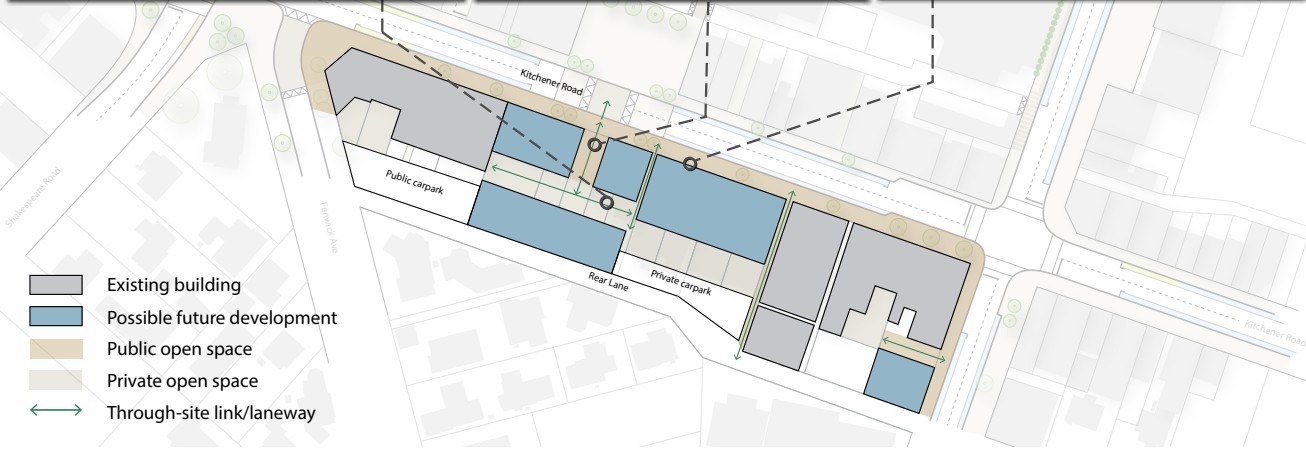 Kitchener Road
Shakespeare Road
Public carpark
Fenwick Ave
Rear Lane
Private carpark
Kitchener Road
Existing building
Possible future development
Public open space
Private open space
Through-site link/laneway